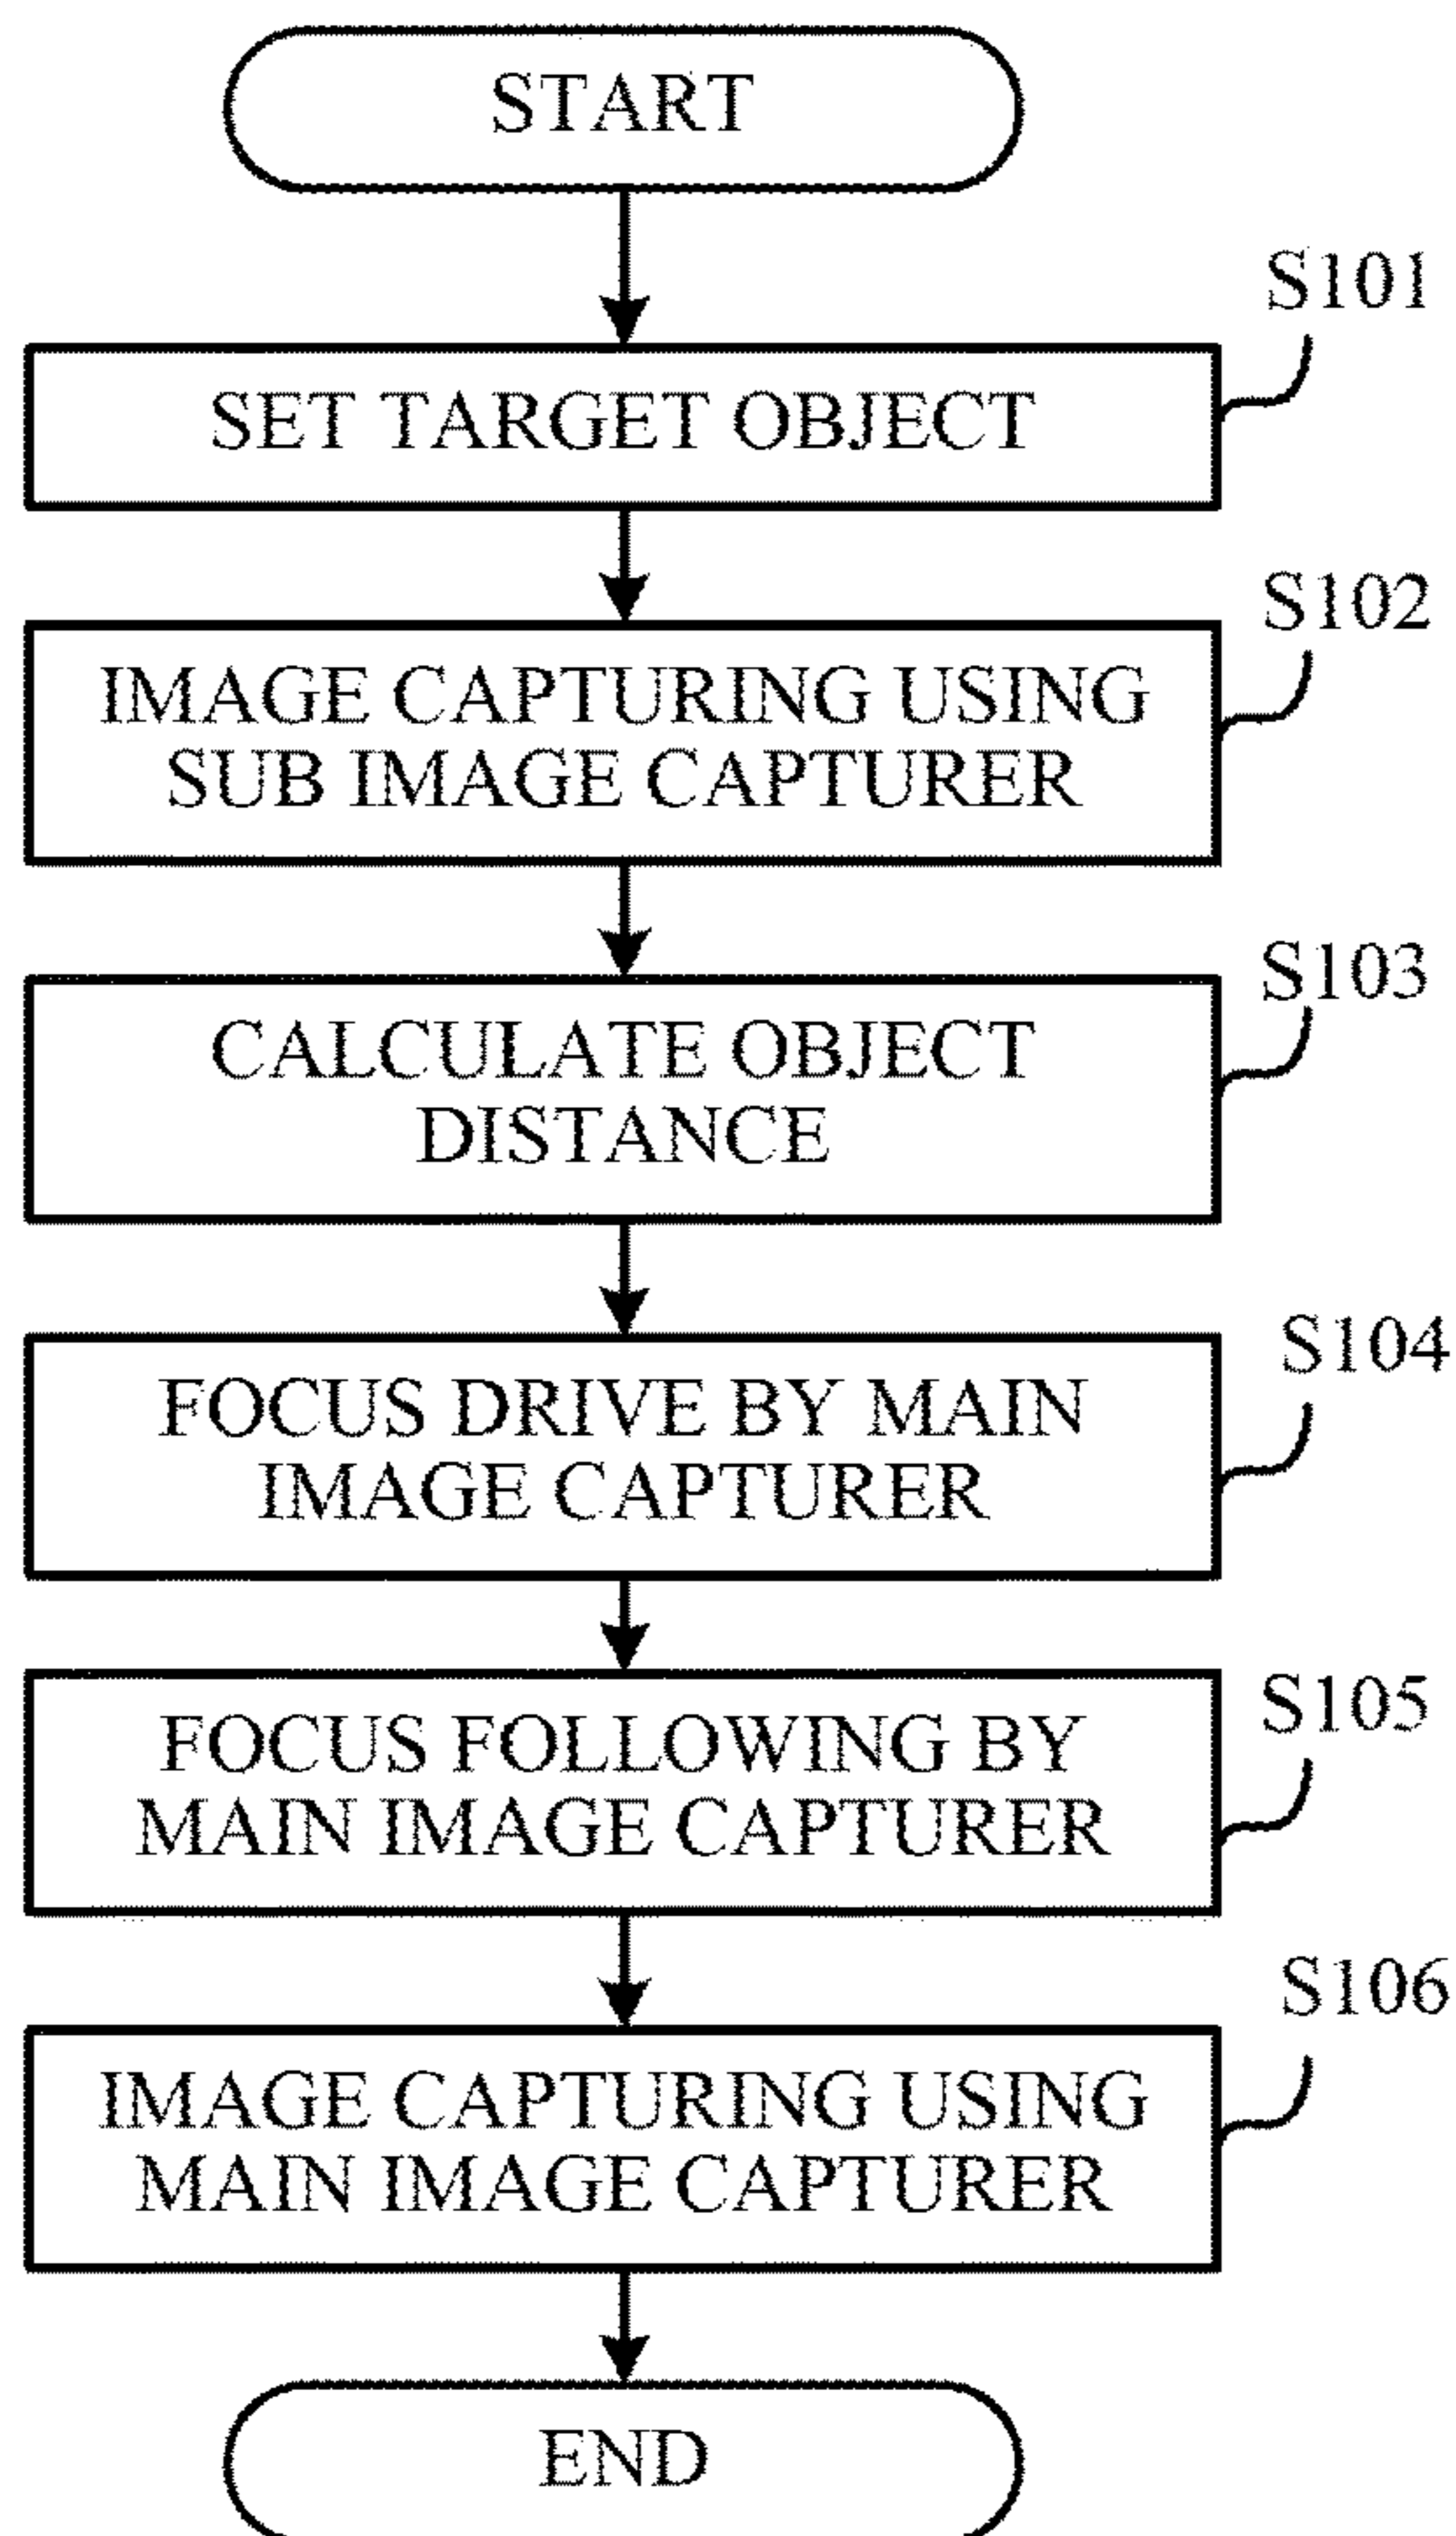 START
S101
SET TARGET OBJECT
S102
IMAGE CAPTURING USING
SUB IMAGE CAPTURER
S103
CALCULATE OBJECT
DISTANCE
S104
FOCUS DRIVE BY MAIN
IMAGE CAPTURER
S105
FOCUS FOLLOWING BY
MAIN IMAGE CAPTURER
S106
IMAGE CAPTURING USING
MAIN IMAGE CAPTURER
END